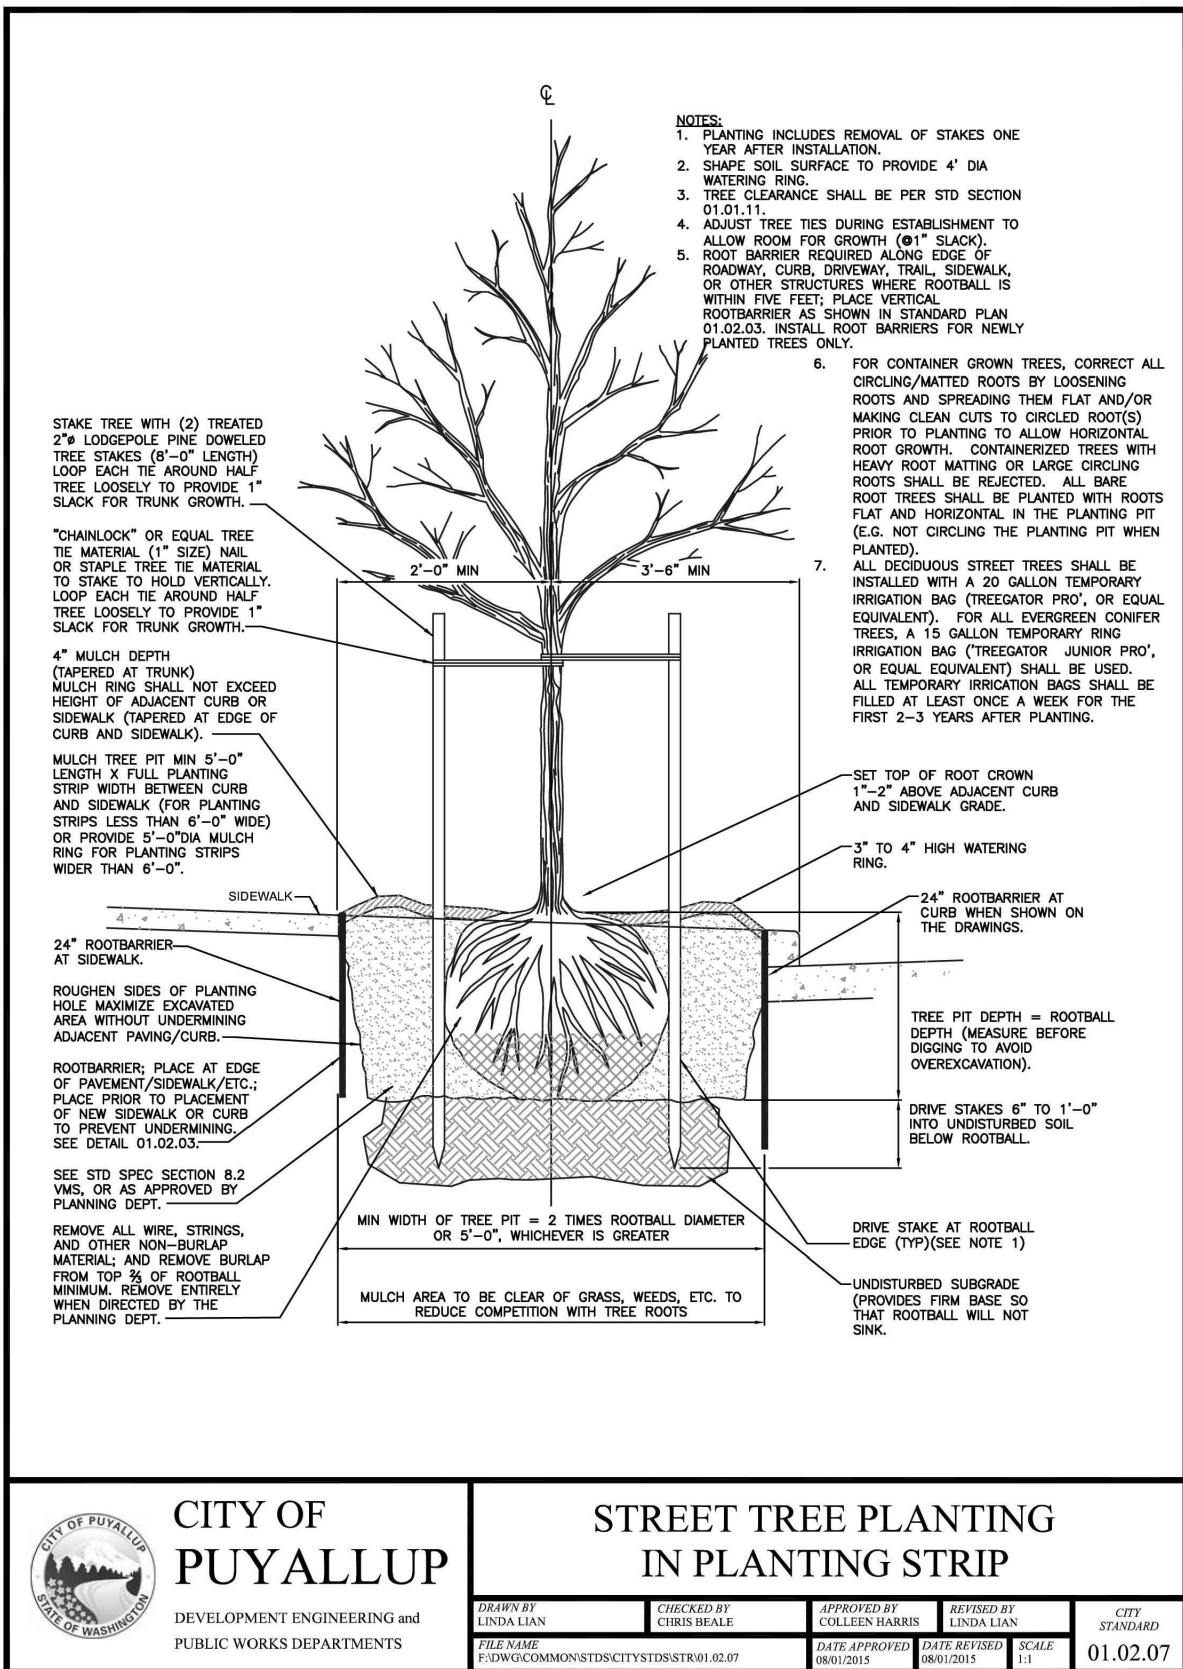 ℄
NOTES:
1. PLANTING INCLUDES REMOVAL OF STAKES ONE
YEAR AFTER INSTALLATION.
2. SHAPE SOIL SURFACE TO PROVIDE 4' DIA
WATERING RING.
3. TREE CLEARANCE SHALL BE PER STD SECTION
01.01.11.
4. ADJUST TREE TIES DURING ESTABLISHMENT TO
ALLOW ROOM FOR GROWTH (@1" SLACK).
5. ROOT BARRIER REQUIRED ALONG EDGE OF
ROADWAY, CURB, DRIVEWAY, TRAIL, SIDEWALK,
OR OTHER STRUCTURES WHERE ROOTBALL IS
WITHIN FIVE FEET; PLACE VERTICAL
ROOTBARRIER AS SHOWN IN STANDARD PLAN
01.02.03. INSTALL ROOT BARRIERS FOR NEWLY
PLANTED TREES ONLY.
6. FOR CONTAINER GROWN TREES, CORRECT ALL
CIRCLING/MATTED ROOTS BY LOOSENING
ROOTS AND SPREADING THEM FLAT AND/OR
MAKING CLEAN CUTS TO CIRCLED ROOT(S)
PRIOR TO PLANTING TO ALLOW HORIZONTAL
ROOT GROWTH. CONTAINERIZED TREES WITH
HEAVY ROOT MATTING OR LARGE CIRCLING
ROOTS SHALL BE REJECTED. ALL BARE
ROOT TREES SHALL BE PLANTED WITH ROOTS
FLAT AND HORIZONTAL IN THE PLANTING PIT
(E.G. NOT CIRCLING THE PLANTING PIT WHEN
PLANTED).
7. ALL DECIDUOUS STREET TREES SHALL BE
INSTALLED WITH A 20 GALLON TEMPORARY
IRRIGATION BAG (TREEGATOR PRO', OR EQUAL
EQUIVALENT). FOR ALL EVERGREEN CONIFER
TREES, A 15 GALLON TEMPORARY RING
IRRIGATION BAG ('TREEGATOR JUNIOR PRO',
OR EQUAL EQUIVALENT) SHALL BE USED.
ALL TEMPORARY IRRICATION BAGS SHALL BE
FILLED AT LEAST ONCE A WEEK FOR THE
FIRST 2-3 YEARS AFTER PLANTING.
STAKE TREE WITH (2) TREATED
2"ø LODGEPOLE PINE DOWELED
TREE STAKES (8'-0" LENGTH)
LOOP EACH TIE AROUND HALF
TREE LOOSELY TO PROVIDE 1"
SLACK FOR TRUNK GROWTH.
"CHAINLOCK" OR EQUAL TREE
TIE MATERIAL (1" SIZE) NAIL
OR STAPLE TREE TIE MATERIAL
TO STAKE TO HOLD VERTICALLY.
LOOP EACH TIE AROUND HALF
TREE LOOSELY TO PROVIDE 1"
SLACK FOR TRUNK GROWTH.
2'-0" MIN
3'-6" MIN
4" MULCH DEPTH
(TAPERED AT TRUNK)
MULCH RING SHALL NOT EXCEED
HEIGHT OF ADJACENT CURB OR
SIDEWALK (TAPERED AT EDGE OF
CURB AND SIDEWALK).
MULCH TREE PIT MIN 5'-0"
LENGTH X FULL PLANTING
STRIP WIDTH BETWEEN CURB
AND SIDEWALK (FOR PLANTING
STRIPS LESS THAN 6'-0" WIDE)
OR PROVIDE 5'-0"DIA MULCH
RING FOR PLANTING STRIPS
WIDER THAN 6'-0".
SIDEWALK
24" ROOTBARRIER
AT SIDEWALK.
ROUGHEN SIDES OF PLANTING
HOLE MAXIMIZE EXCAVATED
AREA WITHOUT UNDERMINING
ADJACENT PAVING/CURB.
ROOTBARRIER; PLACE AT EDGE
OF PAVEMENT/SIDEWALK/ETC.;
PLACE PRIOR TO PLACEMENT
OF NEW SIDEWALK OR CURB
TO PREVENT UNDERMINING.
SEE DETAIL 01.02.03.
SEE STD SPEC SECTION 8.2
VMS, OR AS APPROVED BY
PLANNING DEPT.
REMOVE ALL WIRE, STRINGS,
AND OTHER NON-BURLAP
MATERIAL; AND REMOVE BURLAP
FROM TOP ⅔ OF ROOTBALL
MINIMUM. REMOVE ENTIRELY
WHEN DIRECTED BY THE
PLANNING DEPT.
SET TOP OF ROOT CROWN
1"-2" ABOVE ADJACENT CURB
AND SIDEWALK GRADE.
3" TO 4" HIGH WATERING
RING.
24" ROOTBARRIER AT
CURB WHEN SHOWN ON
THE DRAWINGS.
TREE PIT DEPTH = ROOTBALL
DEPTH (MEASURE BEFORE
DIGGING TO AVOID
OVEREXCAVATION).
DRIVE STAKES 6" TO 1'-0"
INTO UNDISTURBED SOIL
BELOW ROOTBALL.
DRIVE STAKE AT ROOTBALL
EDGE (TYP)(SEE NOTE 1)
UNDISTURBED SUBGRADE
(PROVIDES FIRM BASE SO
THAT ROOTBALL WILL NOT
SINK.
MIN WIDTH OF TREE PIT = 2 TIMES ROOTBALL DIAMETER
OR 5'-0", WHICHEVER IS GREATER
MULCH AREA TO BE CLEAR OF GRASS, WEEDS, ETC. TO
REDUCE COMPETITION WITH TREE ROOTS
CITY OF PUYALLUP
STATE OF WASHINGTON
CITY OF
PUYALLUP
DEVELOPMENT ENGINEERING and
PUBLIC WORKS DEPARTMENTS
STREET TREE PLANTING
IN PLANTING STRIP
DRAWN BY
LINDA LIAN
CHECKED BY
CHRIS BEALE
APPROVED BY
COLLEEN HARRIS
REVISED BY
LINDA LIAN
FILE NAME
F:\DWG\COMMON\STDS\CITYSTDS\STR\01.02.07
DATE APPROVED
08/01/2015
DATE REVISED
08/01/2015
SCALE
1:1
CITY
STANDARD
01.02.07